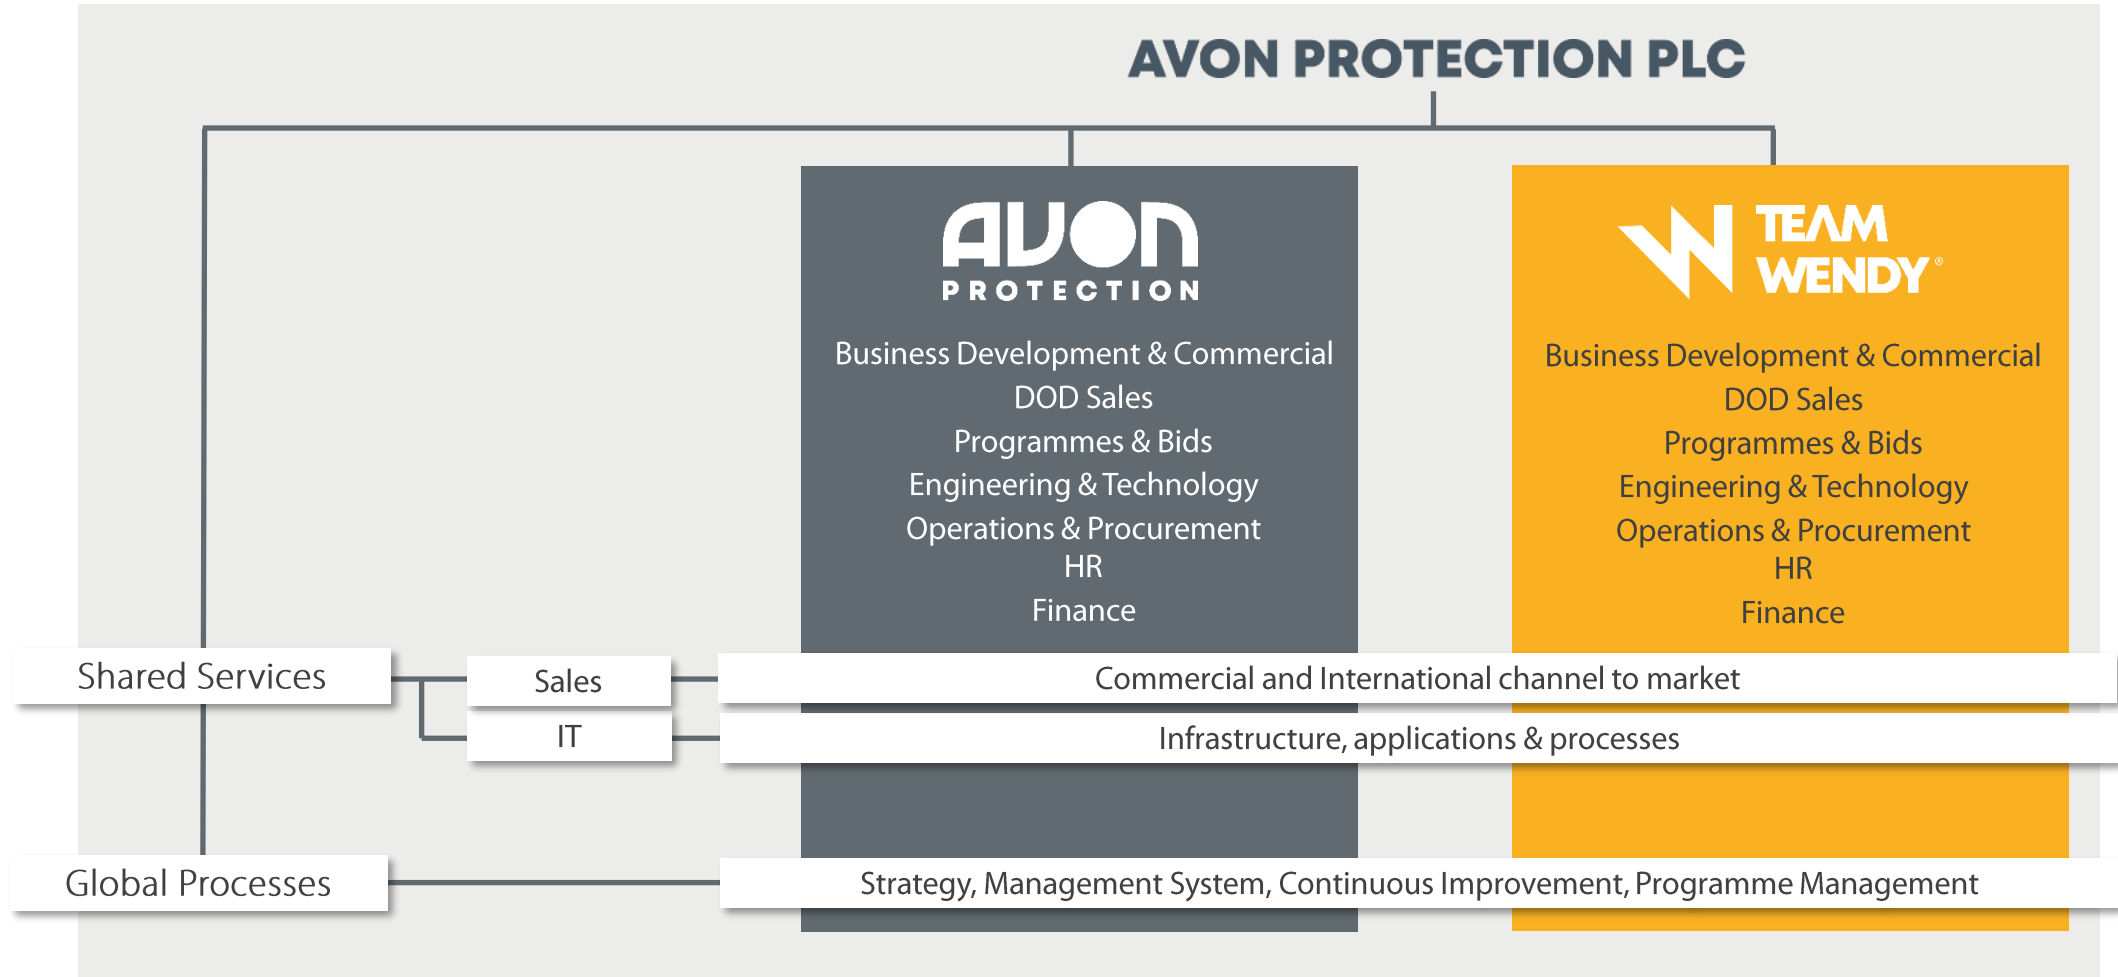 AVON PROTECTION PLC
AVON
PROTECTION
Business Development & Commercial
DOD Sales
Programmes & Bids
Engineering & Technology
Operations & Procurement
HR
Finance
TEAM
WENDY®
Business Development & Commercial
DOD Sales
Programmes & Bids
Engineering & Technology
Operations & Procurement
HR
Finance
Shared Services
Sales
Commercial and International channel to market
IT
Infrastructure, applications & processes
Global Processes
Strategy, Management System, Continuous Improvement, Programme Management